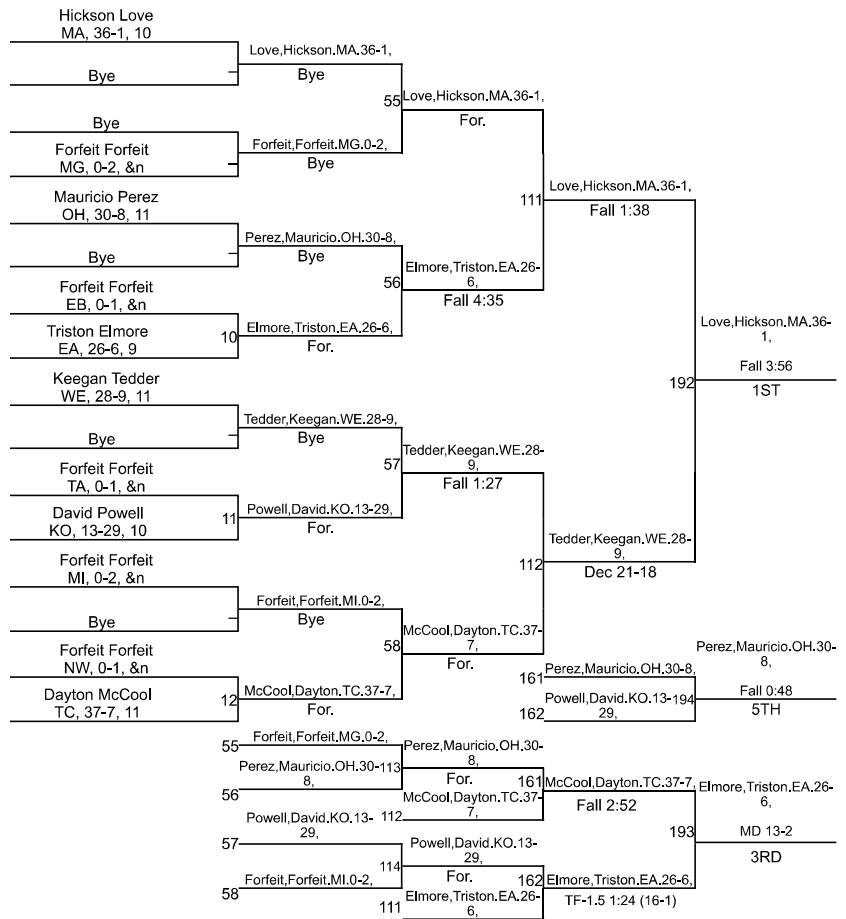 Hickson Love
MA, 36-1, 10
Love,Hickson.MA.36-1,
Bye
Bye
55
Love,Hickson.MA.36-1,
For.
Bye
Forfeit Forfeit
MG, 0-2, &n
Forfeit,Forfeit.MG.0-2,
Bye
111
Love,Hickson.MA.36-1,
Fall 1:38
Mauricio Perez
OH, 30-8, 11
Perez,Mauricio.OH.30-8,
Bye
Bye
56
Elmore,Triston.EA.26-
6,
Fall 4:35
Forfeit Forfeit
EB, 0-1, &n
Triston Elmore
EA, 26-6, 9
10
Elmore,Triston.EA.26-6,
For.
192
Love,Hickson.MA.36-
1,
Fall 3:56
1ST
Keegan Tedder
WE, 28-9, 11
Tedder,Keegan.WE.28-9,
Bye
Bye
57
Tedder,Keegan.WE.28-
9,
Fall 1:27
Forfeit Forfeit
TA, 0-1, &n
David Powell
KO, 13-29, 10
11
Powell,David.KO.13-29,
For.
112
Tedder,Keegan.WE.28-
9,
Dec 21-18
Forfeit Forfeit
MI, 0-2, &n
Forfeit,Forfeit.MI.0-2,
Bye
Bye
58
McCool,Dayton.TC.37-
7,
For.
Forfeit Forfeit
NW, 0-1, &n
Dayton McCool
TC, 37-7, 11
12
McCool,Dayton.TC.37-7,
For.
161
Perez,Mauricio.OH.30-8,
162
Powell,David.KO.13-
29,
194
Perez,Mauricio.OH.30-
8,
Fall 0:48
5TH
55
Forfeit,Forfeit.MG.0-2,
56
Perez,Mauricio.OH.30-
8,
113
Perez,Mauricio.OH.30-
8,
For.
112
McCool,Dayton.TC.37-
7,
161
McCool,Dayton.TC.37-7,
Fall 2:52
57
Powell,David.KO.13-
29,
58
Forfeit,Forfeit.MI.0-2,
114
Powell,David.KO.13-
29,
For.
111
Elmore,Triston.EA.26-
6,
162
Elmore,Triston.EA.26-6,
TF-1.5 1:24 (16-1)
193
Elmore,Triston.EA.26-
6,
MD 13-2
3RD